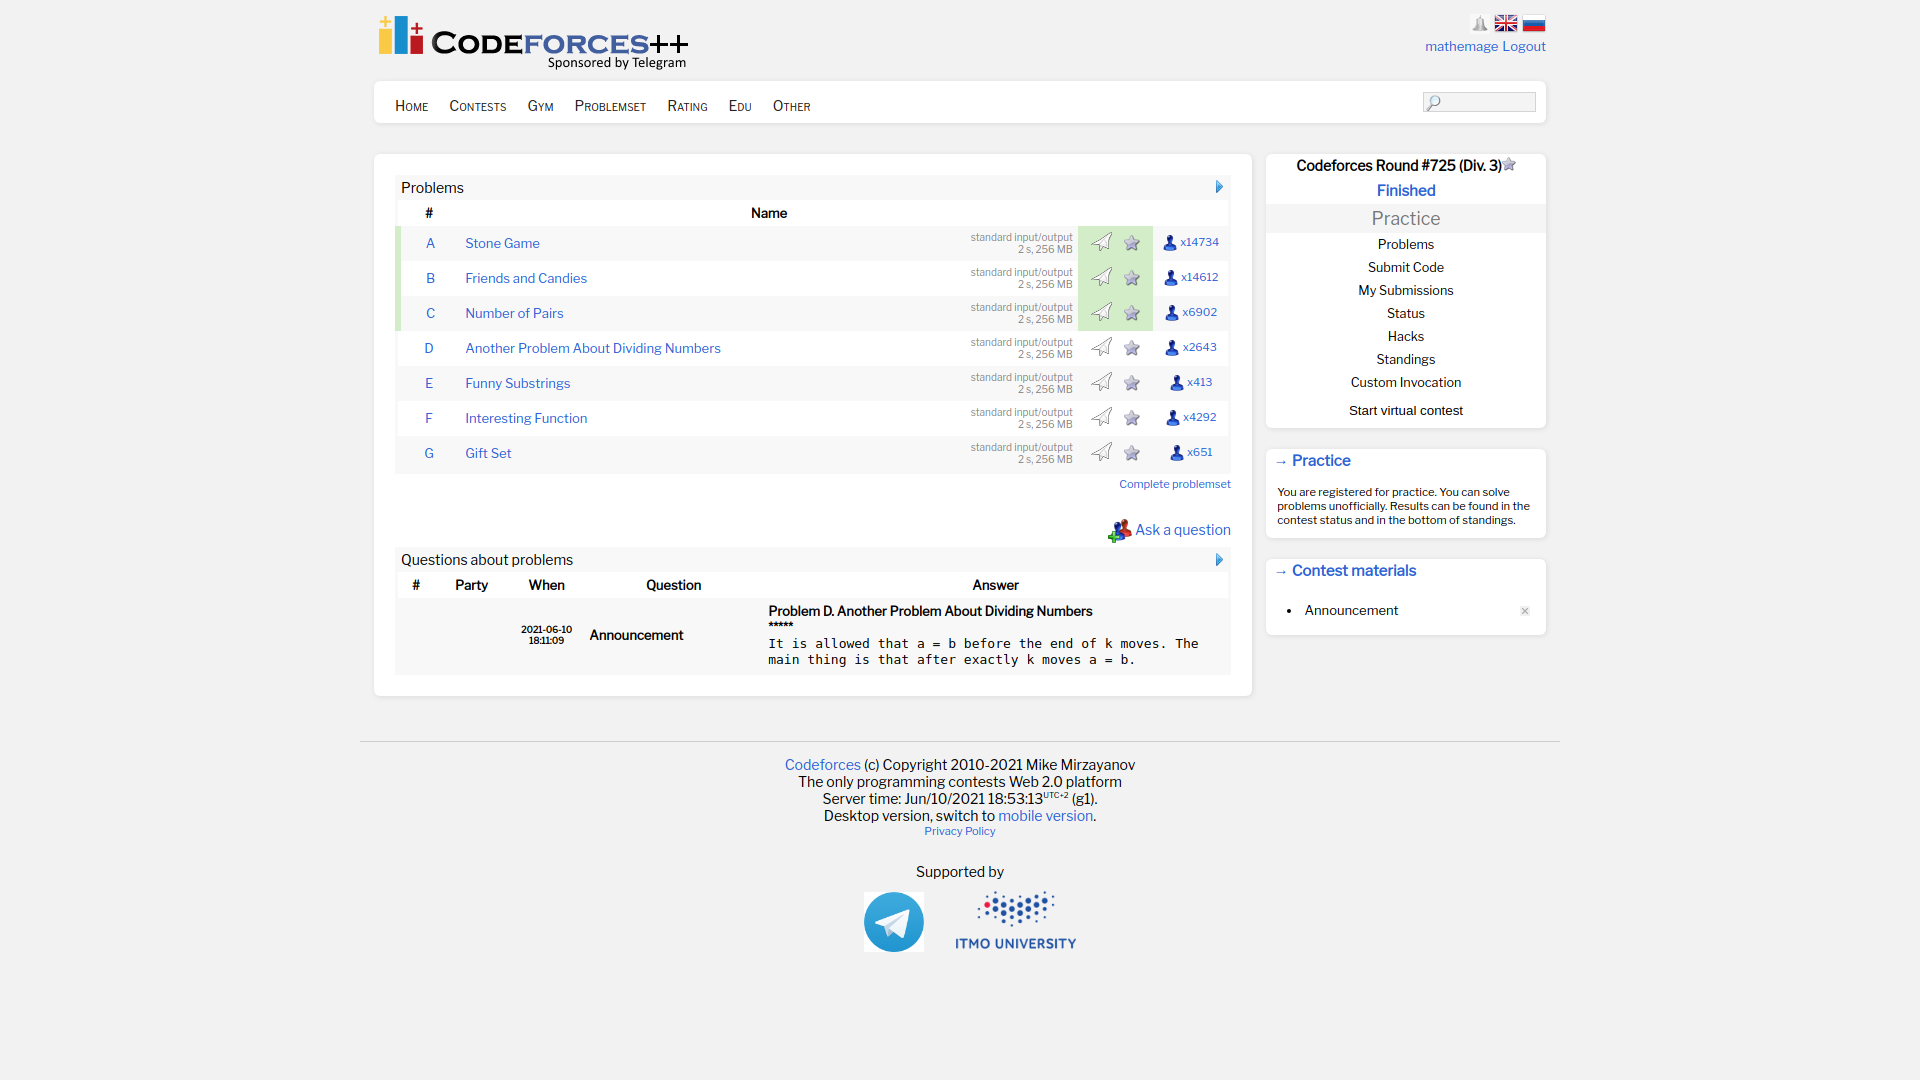 CODEFORCES++
Sponsored by Telegram
mathemage Logout
HOME CONTESTS GYM PROBLEMSET RATING EDU OTHER
Problems
# Name
A Stone Game standard input/output 2 s, 256 MB x14734
B Friends and Candies standard input/output 2 s, 256 MB x14612
C Number of Pairs standard input/output 2 s, 256 MB x6902
D Another Problem About Dividing Numbers standard input/output 2 s, 256 MB x2643
E Funny Substrings standard input/output 2 s, 256 MB x413
F Interesting Function standard input/output 2 s, 256 MB x4292
G Gift Set standard input/output 2 s, 256 MB x651
Complete problemset
Ask a question
Questions about problems
# Party When Question Answer
2021-06-10
18:11:09
Announcement
Problem D. Another Problem About Dividing Numbers
*****
It is allowed that a = b before the end of k moves. The
main thing is that after exactly k moves a = b.
Codeforces Round #725 (Div. 3)
Finished
Practice
Problems
Submit Code
My Submissions
Status
Hacks
Standings
Custom Invocation
Start virtual contest
→ Practice
You are registered for practice. You can solve
problems unofficially. Results can be found in the
contest status and in the bottom of standings.
→ Contest materials
• Announcement ×
Codeforces (c) Copyright 2010-2021 Mike Mirzayanov
The only programming contests Web 2.0 platform
Server time: Jun/10/2021 18:53:13 UTC+2 (g1).
Desktop version, switch to mobile version.
Privacy Policy
Supported by
ITMO UNIVERSITY